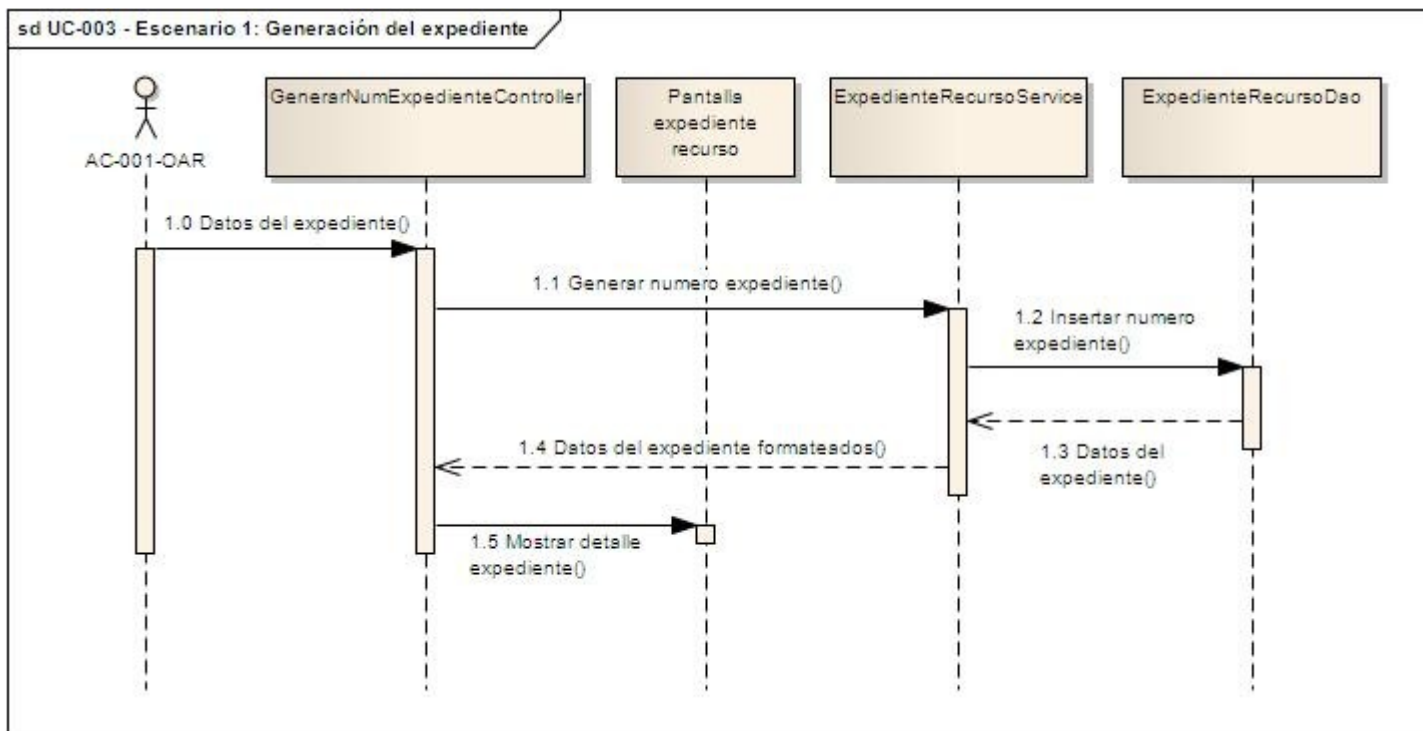 sd UC-003 - Escenario 1: Generación del expediente
AC-001-OAR
GenerarNumExpedienteController
Pantalla
expediente
recurso
ExpedienteRecursoService
ExpedienteRecursoDao
1.0 Datos del expediente()
1.1 Generar numero expediente()
1.2 Insertar numero
expediente()
1.3 Datos del
expediente()
1.4 Datos del expediente formateados()
1.5 Mostrar detalle
expediente()